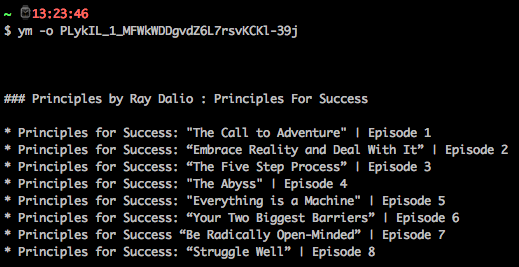 ~ 13:23:46
$ ym -o PLykIL_1_MFWkWDDgvdZ6L7rsvKCKl-39j
### Principles by Ray Dalio : Principles For Success
* Principles for Success: "The Call to Adventure" | Episode 1
* Principles for Success: “Embrace Reality and Deal With It” | Episode 2
* Principles for Success: “The Five Step Process” | Episode 3
* Principles for Success: "The Abyss" | Episode 4
* Principles for Success: "Everything is a Machine" | Episode 5
* Principles for Success: “Your Two Biggest Barriers” | Episode 6
* Principles for Success “Be Radically Open-Minded” | Episode 7
* Principles for Success: “Struggle Well” | Episode 8